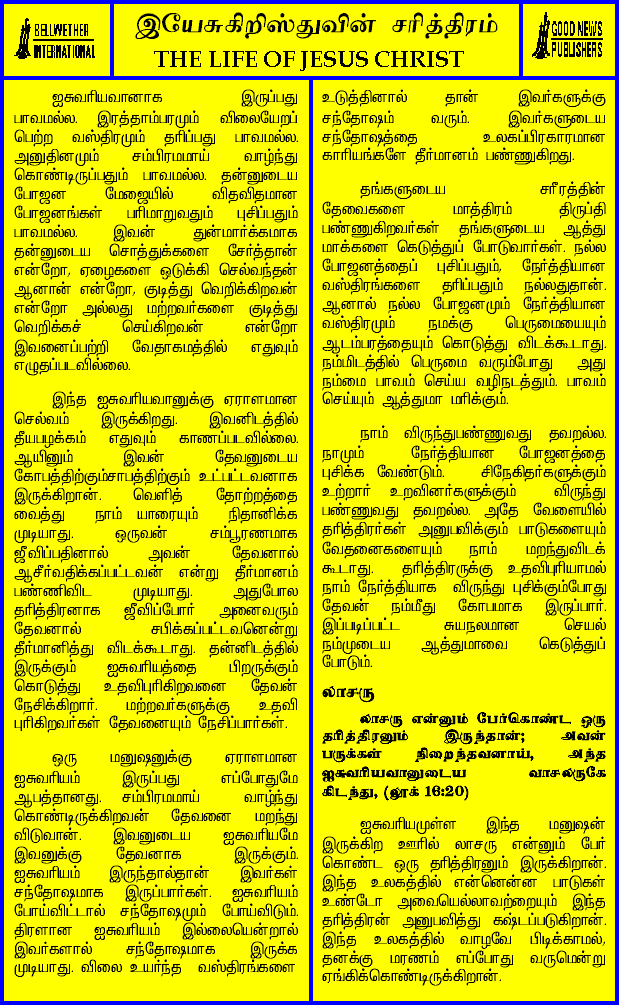 BELLWETHER
INTERNATIONAL
இயேசுகிறிஸ்துவின் சரித்திரம்
THE LIFE OF JESUS CHRIST
GOOD NEWS
PUBLISHERS
ஐசுவரியவானாக இருப்பது
பாவமல்ல. இரத்தாம்பரமும் விலையேறப்
பெற்ற வஸ்திரமும் தரிப்பது பாவமல்ல.
அனுதினமும் சம்பிரமமாய் வாழ்ந்து
கொண்டிருப்பதும் பாவமல்ல. தன்னுடைய
போஜன மேஜையில் விதவிதமான
போஜனங்கள் பரிமாறுவதும் புசிப்பதும்
பாவமல்ல. இவன் துன்மார்க்கமாக
தன்னுடைய சொத்துக்களை சேர்த்தான்
என்றோ, ஏழைகளை ஒடுக்கி செல்வந்தன்
ஆனான் என்றோ, குடித்து வெறிக்கிறவன்
என்றோ அல்லது மற்றவர்களை குடித்து
வெறிக்கச் செய்கிறவன் என்றோ
இவனைப்பற்றி வேதாகமத்தில் எதுவும்
எழுதப்படவில்லை.
இந்த ஐசுவரியவானுக்கு ஏராளமான
செல்வம் இருக்கிறது. இவனிடத்தில்
தீயபழக்கம் எதுவும் காணப்படவில்லை.
ஆயினும் இவன் தேவனுடைய
கோபத்திற்கும்சாபத்திற்கும் உட்பட்டவனாக
இருக்கிறான். வெளித் தோற்றத்தை
வைத்து நாம் யாரையும் நிதானிக்க
முடியாது. ஒருவன் சம்பூரணமாக
ஜீவிப்பதினால் அவன் தேவனால்
ஆசீர்வதிக்கப்பட்டவன் என்று தீர்மானம்
பண்ணிவிட முடியாது. அதுபோல
தரித்திரனாக ஜீவிப்போர் அனைவரும்
தேவனால் சபிக்கப்பட்டவனென்று
தீர்மானித்து விடக்கூடாது. தன்னிடத்தில்
இருக்கும் ஐசுவரியத்தை பிறருக்கும்
கொடுத்து உதவிபுரிகிறவனை தேவன்
நேசிக்கிறார். மற்றவர்களுக்கு உதவி
புரிகிறவர்கள் தேவனையும் நேசிப்பார்கள்.
ஒரு மனுஷனுக்கு ஏராளமான
ஐசுவரியம் இருப்பது எப்போதுமே
ஆபத்தானது. சம்பிரமமாய் வாழ்ந்து
கொண்டிருக்கிறவன் தேவனை மறந்து
விடுவான். இவனுடைய ஐசுவரியமே
இவனுக்கு தேவனாக இருக்கும்.
ஐசுவரியம் இருந்தால்தான் இவர்கள்
சந்தோஷமாக இருப்பார்கள். ஐசுவரியம்
போய்விட்டால் சந்தோஷமும் போய்விடும்.
திரளான ஐசுவரியம் இல்லையென்றால்
இவர்களால் சந்தோஷமாக இருக்க
முடியாது. விலை உயர்ந்த வஸ்திரங்களை
உடுத்தினால் தான் இவர்களுக்கு
சந்தோஷம் வரும். இவர்களுடைய
சந்தோஷத்தை உலகப்பிரகாரமான
காரியங்களே தீர்மானம் பண்ணுகிறது.
தங்களுடைய சரீரத்தின்
தேவைகளை மாத்திரம் திருப்தி
பண்ணுகிறவர்கள் தங்களுடைய ஆத்து
மாக்களை கெடுத்துப் போடுவார்கள். நல்ல
போஜனத்தைப் புசிப்பதும், நேர்த்தியான
வஸ்திரங்களை தரிப்பதும் நல்லதுதான்.
ஆனால் நல்ல போஜனமும் நேர்த்தியான
வஸ்திரமும் நமக்கு பெருமையையும்
ஆடம்பரத்தையும் கொடுத்து விடக்கூடாது.
நம்மிடத்தில் பெருமை வரும்போது அது
நம்மை பாவம் செய்ய வழிநடத்தும். பாவம்
செய்யும் ஆத்துமா மரிக்கும்.
நாம் விருந்துபண்ணுவது தவறல்ல.
நாமும் நேர்த்தியான போஜனத்தை
புசிக்க வேண்டும். சிநேகிதர்களுக்கும்
உற்றார் உறவினர்களுக்கும் விருந்து
பண்ணுவது தவறல்ல. அதே வேளையில்
தரித்திரர்கள் அனுபவிக்கும் பாடுகளையும்
வேதனைகளையும் நாம் மறந்துவிடக்
கூடாது. தரித்திரருக்கு உதவிபுரியாமல்
நாம் நேர்த்தியாக விருந்து புசிக்கும்போது
தேவன் நம்மீது கோபமாக இருப்பார்.
இப்படிப்பட்ட சுயநலமான செயல்
நம்முடைய ஆத்துமாவை கெடுத்துப்
போடும்.
லாசரு
லாசரு என்னும் பேர்கொண்ட ஒரு
தரித்திரனும் இருந்தான்; அவன்
பருக்கள் நிறைந்தவனாய், அந்த
ஐசுவரியவானுடைய வாசலருகே
கிடந்து, (லூக் 16:20)
ஐசுவரியமுள்ள இந்த மனுஷன்
இருக்கிற ஊரில் லாசரு என்னும் பேர்
கொண்ட ஒரு தரித்திரனும் இருக்கிறான்.
இந்த உலகத்தில் என்னென்ன பாடுகள்
உண்டோ அவையெல்லாவற்றையும் இந்த
தரித்திரன் அனுபவித்து கஷ்டப்படுகிறான்.
இந்த உலகத்தில் வாழவே பிடிக்காமல்,
தனக்கு மரணம் எப்போது வருமென்று
ஏங்கிக்கொண்டிருக்கிறான்.